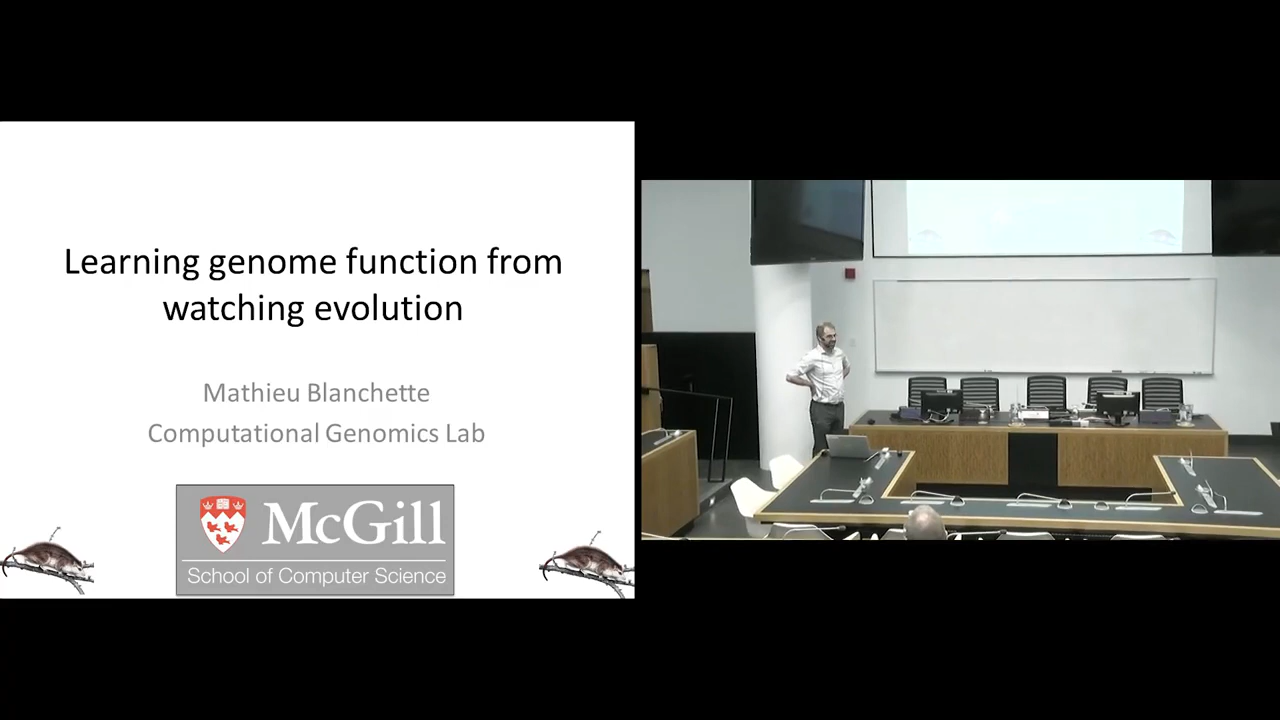 Learning genome function from
watching evolution
Mathieu Blanchette
Computational Genomics Lab
McGill
School of Computer Science